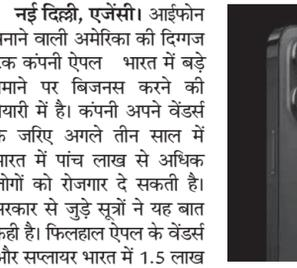 नई दिल्ली, एजेंसी। आईफोन
बनाने वाली अमेरिका की दिग्गज
टेक कंपनी ऐपल भारत में बड़े
पैमाने पर बिजनस करने की
तैयारी में है। कंपनी अपने वेंडर्स
के जरिए अगले तीन साल में
भारत में पांच लाख से अधिक
लोगों को रोजगार दे सकती है।
सरकार से जुड़े सूत्रों ने यह बात
कही है। फिलहाल ऐपल के वेंडर्स
और सप्लायर भारत में 1.5 लाख